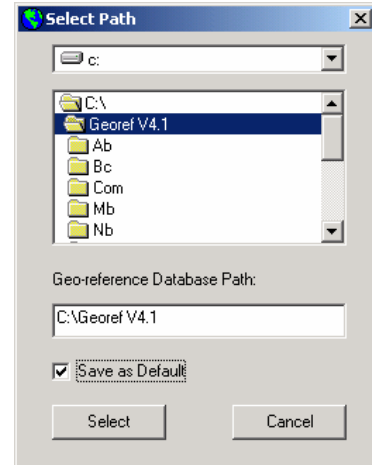 Select Path
c:
C:\
Georef V4.1
Ab
Bc
Com
Mb
Nb
Geo-reference Database Path:
C:\Georef V4.1
Save as Default
Select Cancel